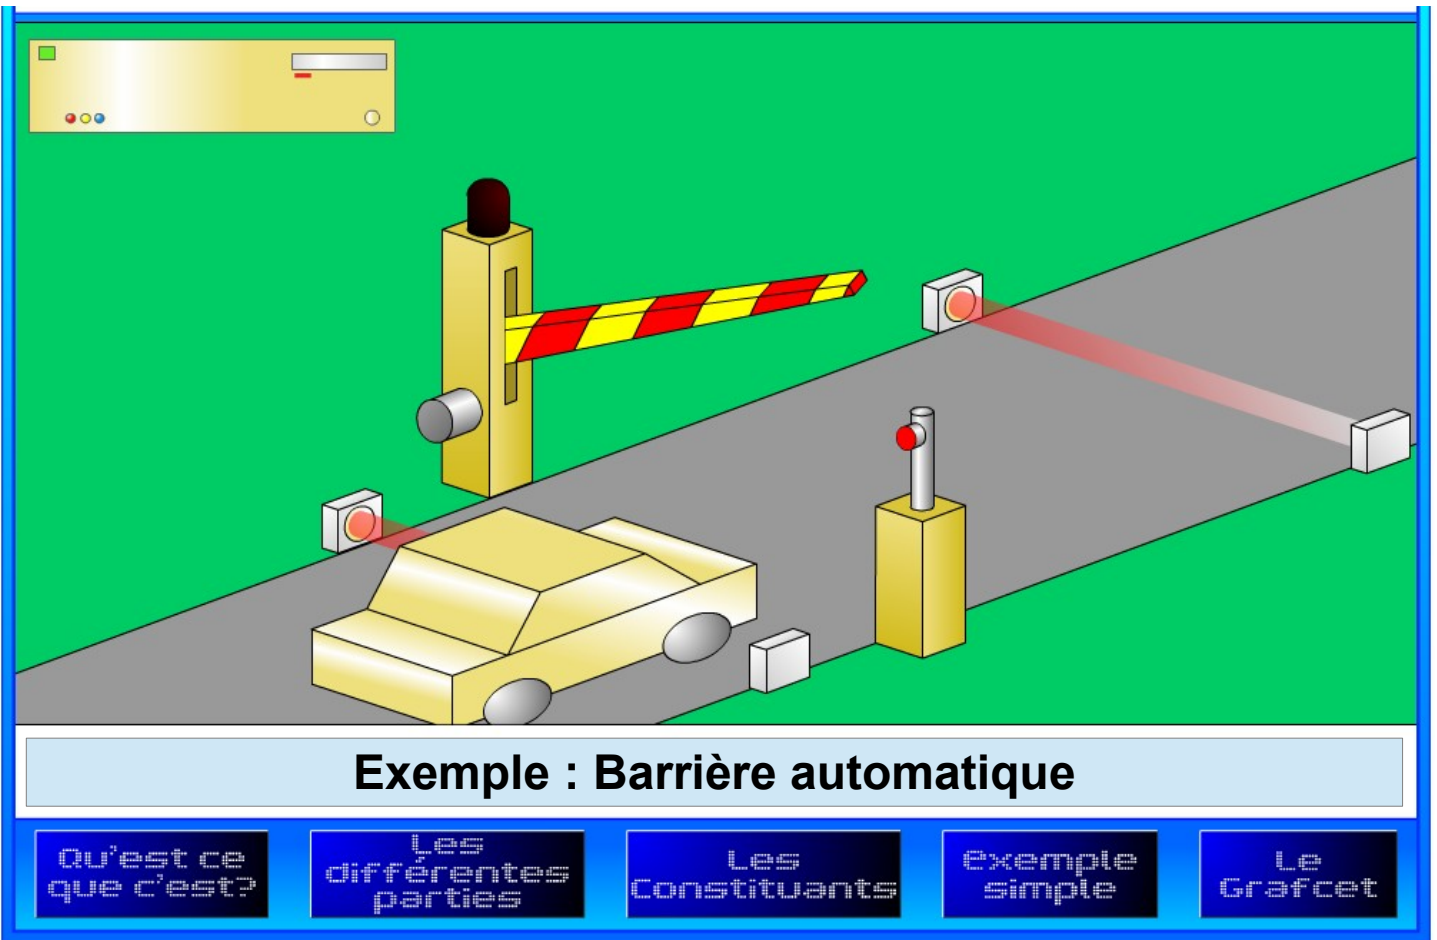 Exemple : Barrière automatique
Qu'est ce
que c'est?
Les
différentes
parties
Les
Constituants
Exemple
simple
Le
Grafcet